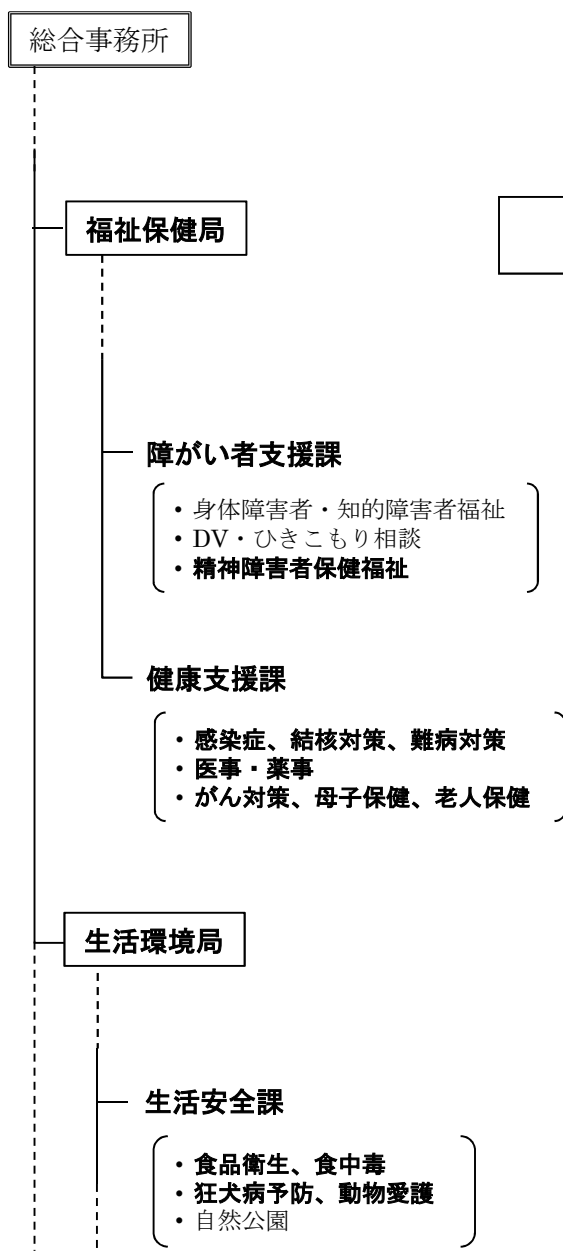 総合事務所
福祉保健局
障がい者支援課
・身体障害者・知的障害者福祉
・DV・ひきこもり相談
・精神障害者保健福祉
健康支援課
・感染症、結核対策、難病対策
・医事・薬事
・がん対策、母子保健、老人保健
生活環境局
生活安全課
・食品衛生、食中毒
・狂犬病予防、動物愛護
・自然公園